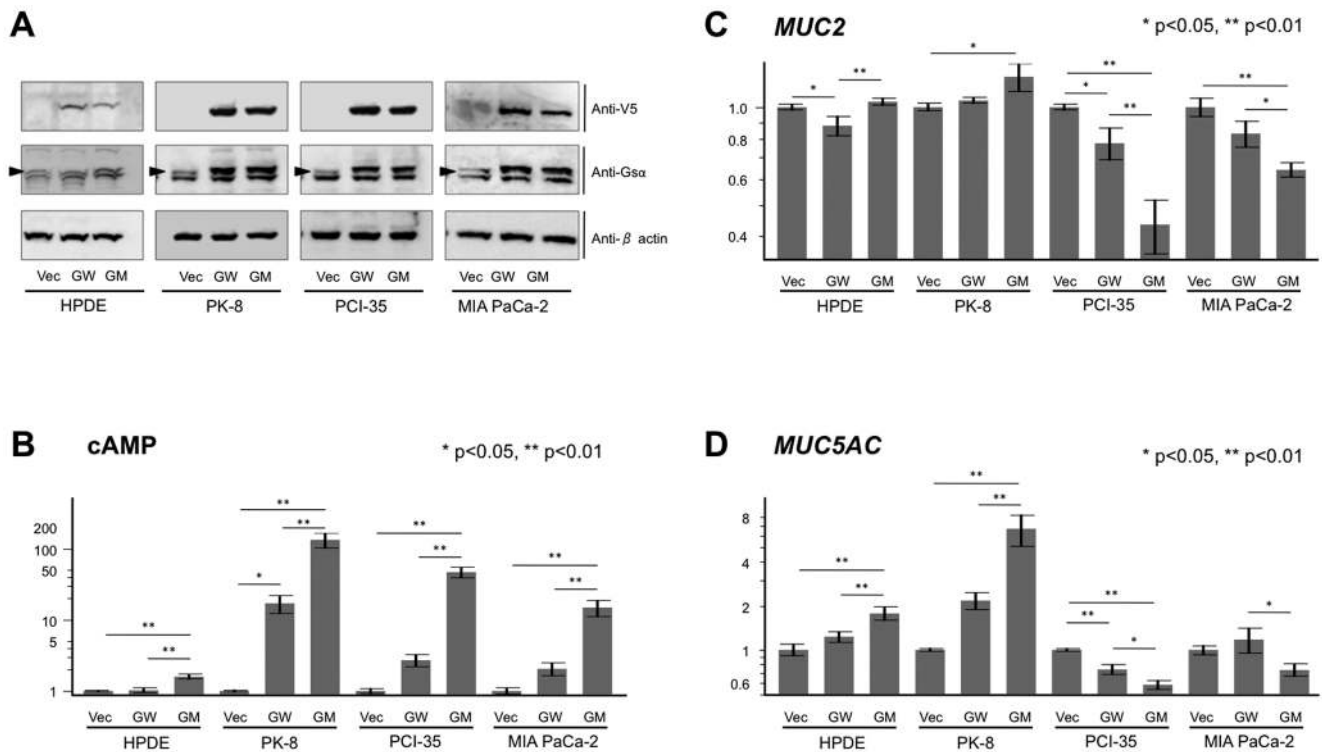 A
Anti-V5
Anti-Gsα
Anti-β actin
Vec GW GM Vec GW GM Vec GW GM Vec GW GM
HPDE PK-8 PCI-35 MIA PaCa-2
B cAMP
* p<0.05, ** p<0.01
200
100
50
10
5
1
** ** * ** ** ** ** ** **
Vec GW GM Vec GW GM Vec GW GM Vec GW GM
HPDE PK-8 PCI-35 MIA PaCa-2
C MUC2
* p<0.05, ** p<0.01
1.0
0.8
0.6
0.4
* ** * ** * ** ** *
Vec GW GM Vec GW GM Vec GW GM Vec GW GM
HPDE PK-8 PCI-35 MIA PaCa-2
D MUC5AC
* p<0.05, ** p<0.01
8
4
2
1
0.6
** ** ** ** ** ** * *
Vec GW GM Vec GW GM Vec GW GM Vec GW GM
HPDE PK-8 PCI-35 MIA PaCa-2